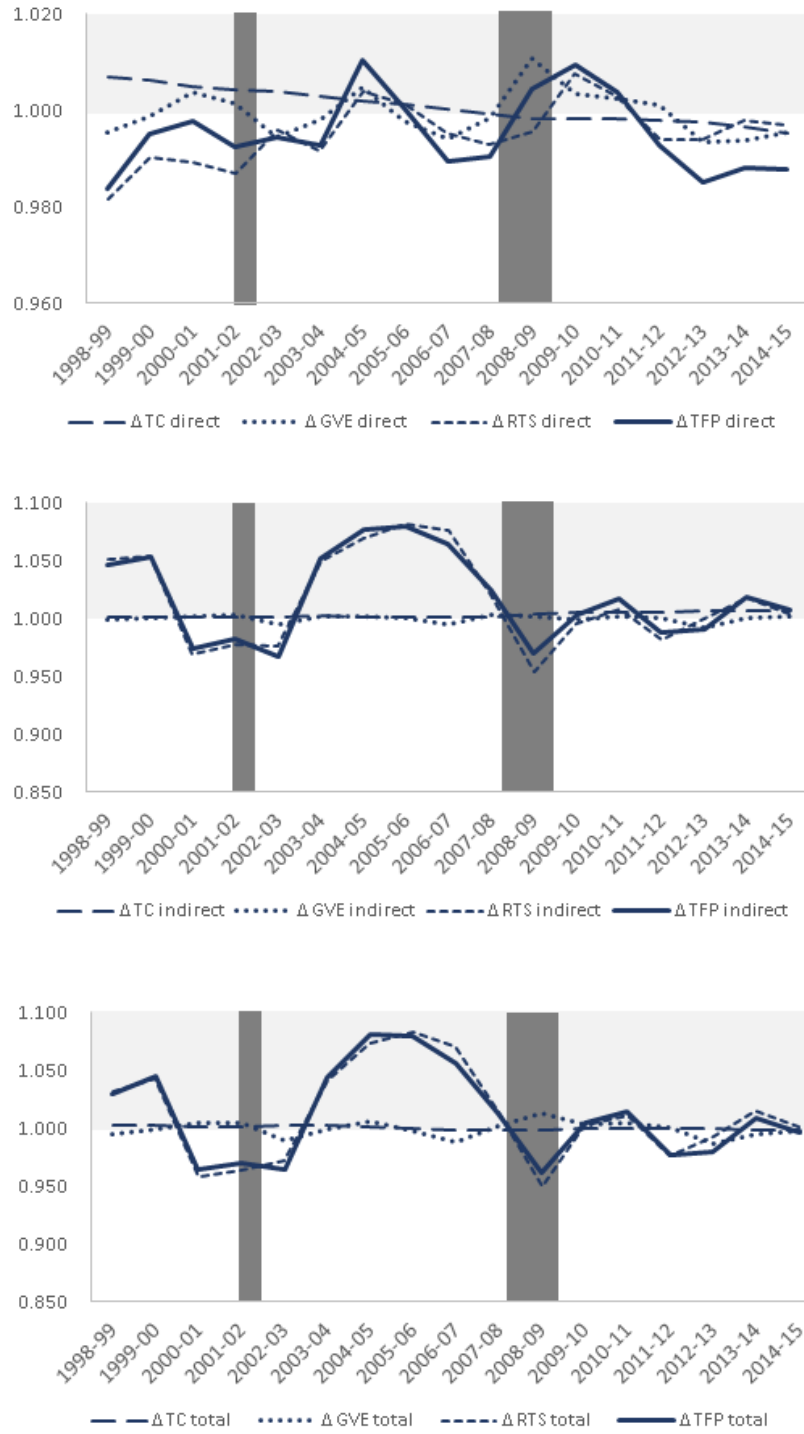 1.020
1.000
0.980
0.960
1998-99 1999-00 2000-01 2001-02 2002-03 2003-04 2004-05 2005-06 2006-07 2007-08 2008-09 2009-10 2010-11 2011-12 2012-13 2013-14 2014-15
ΔTC direct ΔGVE direct ΔRTS direct ΔTFP direct
1.100
1.050
1.000
0.950
0.900
0.850
1998-99 1999-00 2000-01 2001-02 2002-03 2003-04 2004-05 2005-06 2006-07 2007-08 2008-09 2009-10 2010-11 2011-12 2012-13 2013-14 2014-15
ΔTC indirect ΔGVE indirect ΔRTS indirect ΔTFP indirect
1.100
1.050
1.000
0.950
0.900
0.850
1998-99 1999-00 2000-01 2001-02 2002-03 2003-04 2004-05 2005-06 2006-07 2007-08 2008-09 2009-10 2010-11 2011-12 2012-13 2013-14 2014-15
ΔTC total ΔGVE total ΔRTS total ΔTFP total